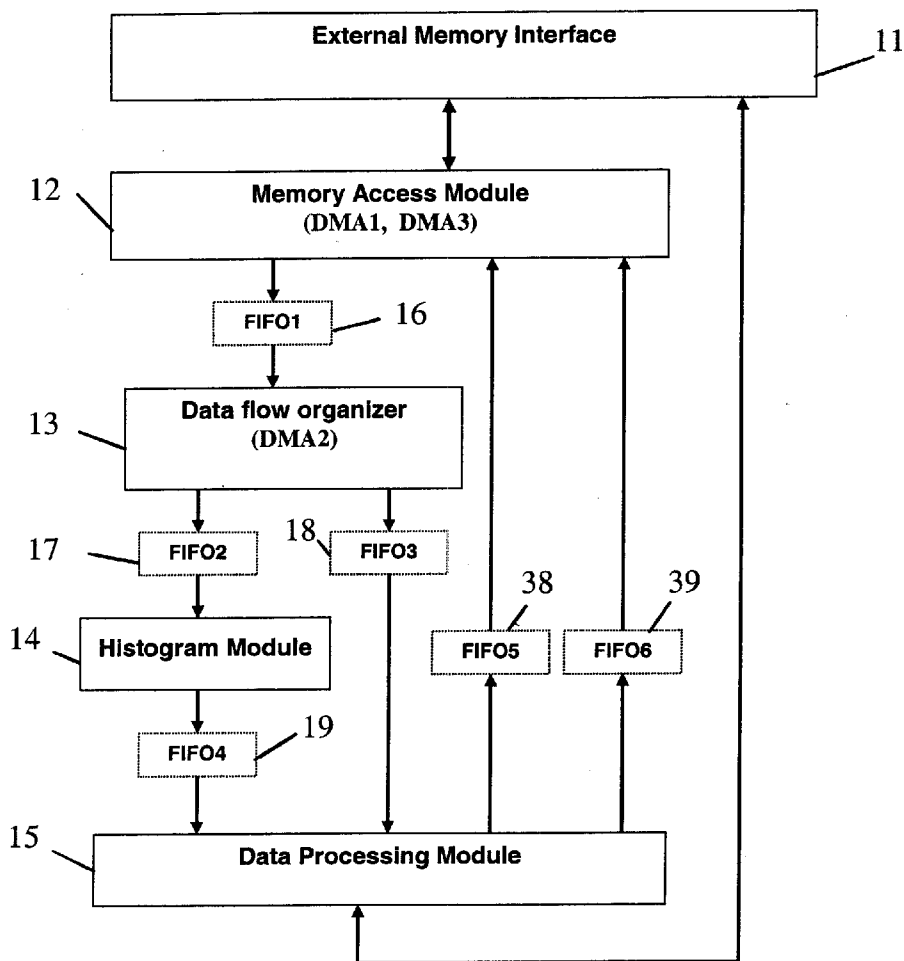 External Memory Interface
11
12
Memory Access Module
(DMA1, DMA3)
FIFO1
16
13
Data flow organizer
(DMA2)
17
FIFO2
18
FIFO3
38
39
14
Histogram Module
FIFO5
FIFO6
FIFO4
19
15
Data Processing Module